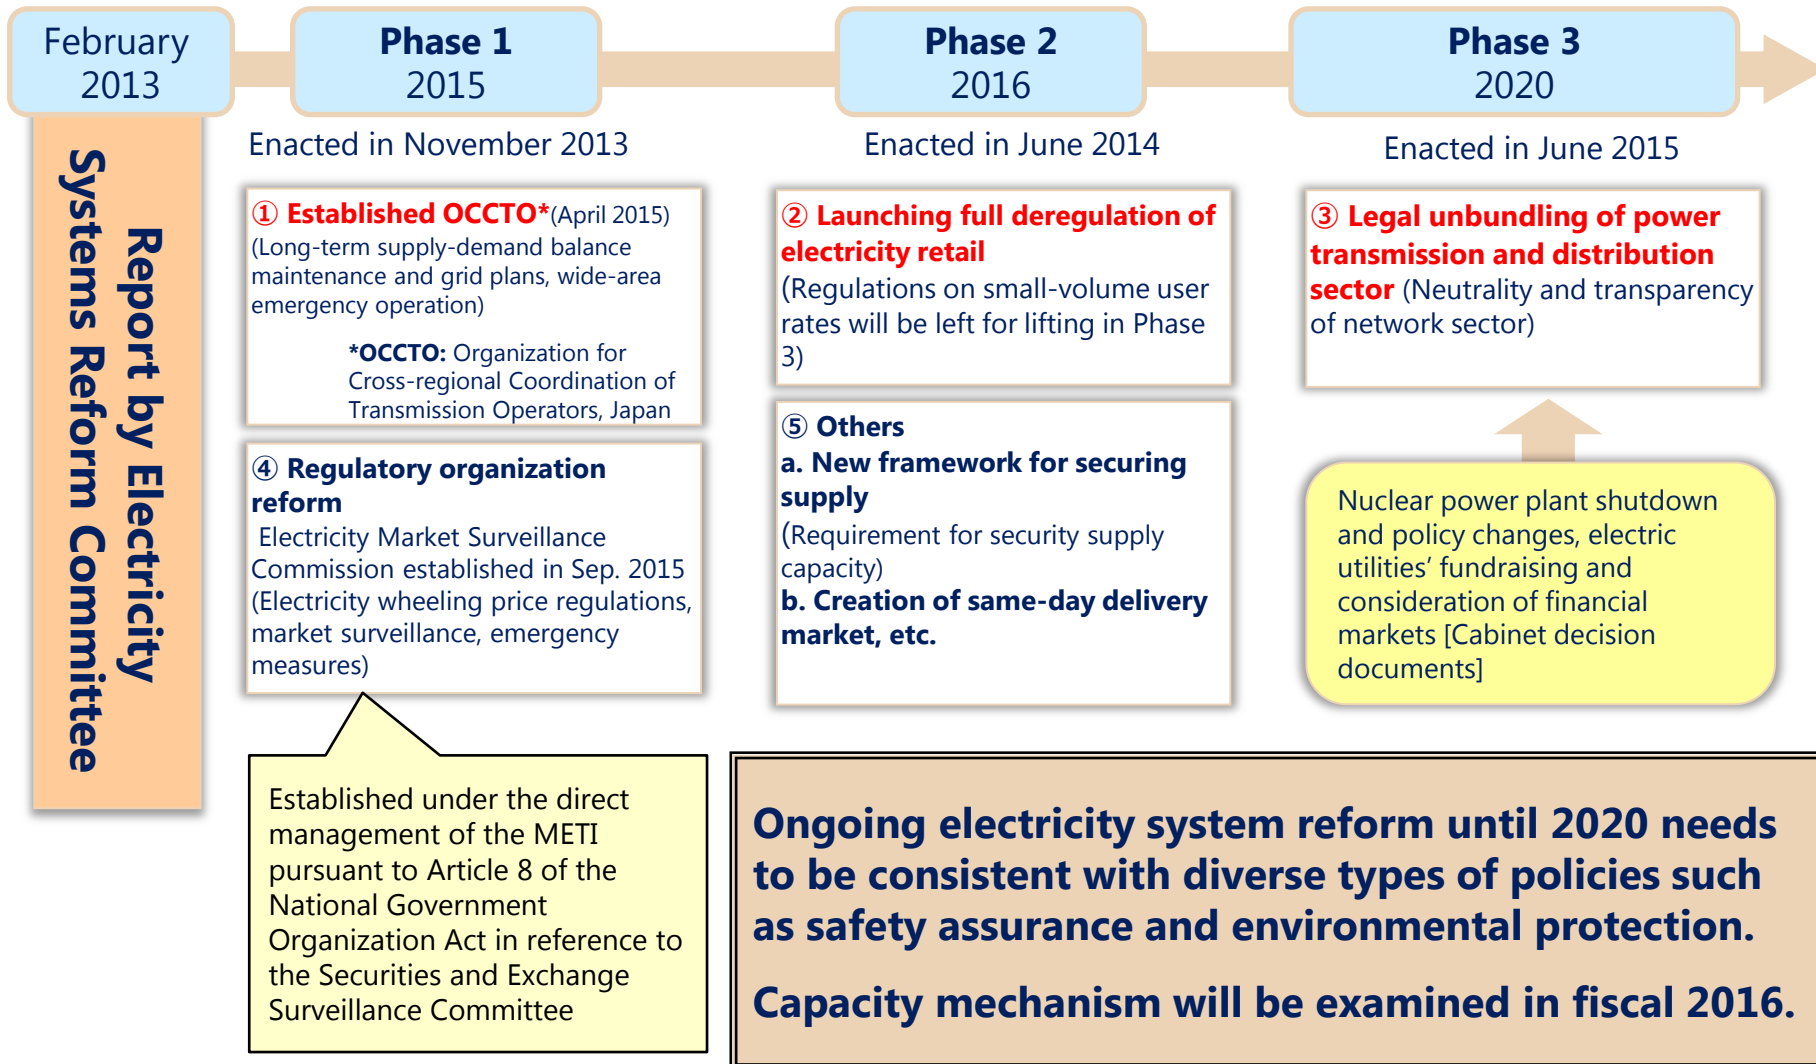 February
2013
Report by Electricity
Systems Reform Committee
Phase 1
2015
Enacted in November 2013
① Established OCCTO*(April 2015)
(Long-term supply-demand balance
maintenance and grid plans, wide-area
emergency operation)
*OCCTO: Organization for
Cross-regional Coordination of
Transmission Operators, Japan
④ Regulatory organization
reform
Electricity Market Surveillance
Commission established in Sep. 2015
(Electricity wheeling price regulations,
market surveillance, emergency
measures)
Established under the direct
management of the METI
pursuant to Article 8 of the
National Government
Organization Act in reference to
the Securities and Exchange
Surveillance Committee
Phase 2
2016
Enacted in June 2014
② Launching full deregulation of
electricity retail
(Regulations on small-volume user
rates will be left for lifting in Phase
3)
⑤ Others
a. New framework for securing
supply
(Requirement for security supply
capacity)
b. Creation of same-day delivery
market, etc.
Phase 3
2020
Enacted in June 2015
③ Legal unbundling of power
transmission and distribution
sector (Neutrality and transparency
of network sector)
Nuclear power plant shutdown
and policy changes, electric
utilities’ fundraising and
consideration of financial
markets [Cabinet decision
documents]
Ongoing electricity system reform until 2020 needs
to be consistent with diverse types of policies such
as safety assurance and environmental protection.
Capacity mechanism will be examined in fiscal 2016.